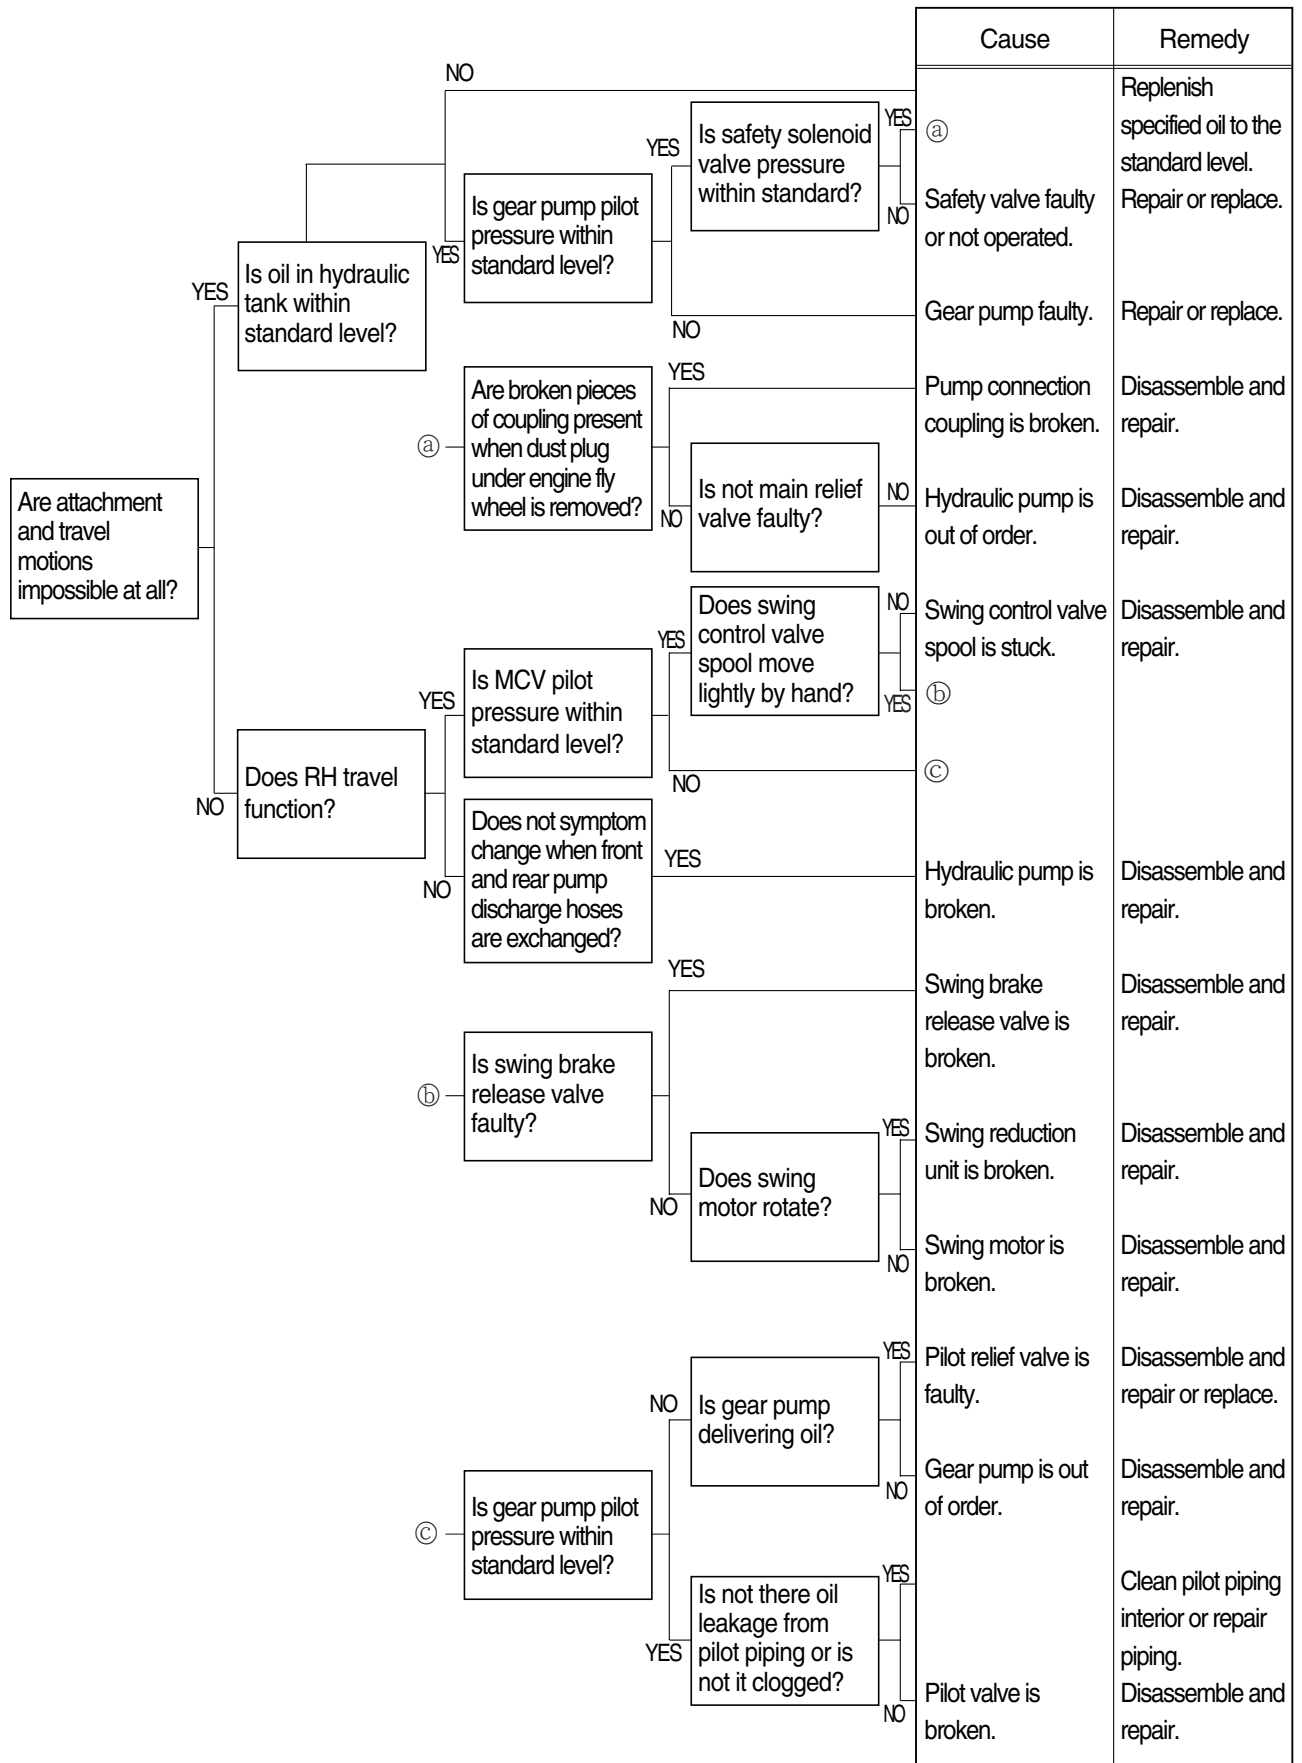 Cause
Remedy
NO
Replenish
specified oil to the
standard level.
YES
Is safety solenoid
valve pressure
within standard?
YES
ⓐ
NO
Safety valve faulty
or not operated.
Repair or replace.
Is gear pump pilot
pressure within
standard level?
YES
YES
Is oil in hydraulic
tank within
standard level?
NO
Gear pump faulty.
Repair or replace.
ⓐ
Are broken pieces
of coupling present
when dust plug
under engine fly
wheel is removed?
YES
Pump connection
coupling is broken.
Disassemble and
repair.
NO
Is not main relief
valve faulty?
NO
Hydraulic pump is
out of order.
Disassemble and
repair.
Are attachment
and travel
motions
impossible at all?
NO
Does RH travel
function?
YES
Is MCV pilot
pressure within
standard level?
YES
Does swing
control valve
spool move
lightly by hand?
NO
Swing control valve
spool is stuck.
Disassemble and
repair.
YES
ⓑ
NO
ⓒ
NO
Does not symptom
change when front
and rear pump
discharge hoses
are exchanged?
YES
Hydraulic pump is
broken.
Disassemble and
repair.
ⓑ
Is swing brake
release valve
faulty?
YES
Swing brake
release valve is
broken.
Disassemble and
repair.
NO
Does swing
motor rotate?
YES
Swing reduction
unit is broken.
Disassemble and
repair.
NO
Swing motor is
broken.
Disassemble and
repair.
ⓒ
Is gear pump pilot
pressure within
standard level?
NO
Is gear pump
delivering oil?
YES
Pilot relief valve is
faulty.
Disassemble and
repair or replace.
NO
Gear pump is out
of order.
Disassemble and
repair.
YES
Is not there oil
leakage from
pilot piping or is
not it clogged?
YES
Clean pilot piping
interior or repair
piping.
NO
Pilot valve is
broken.
Disassemble and
repair.